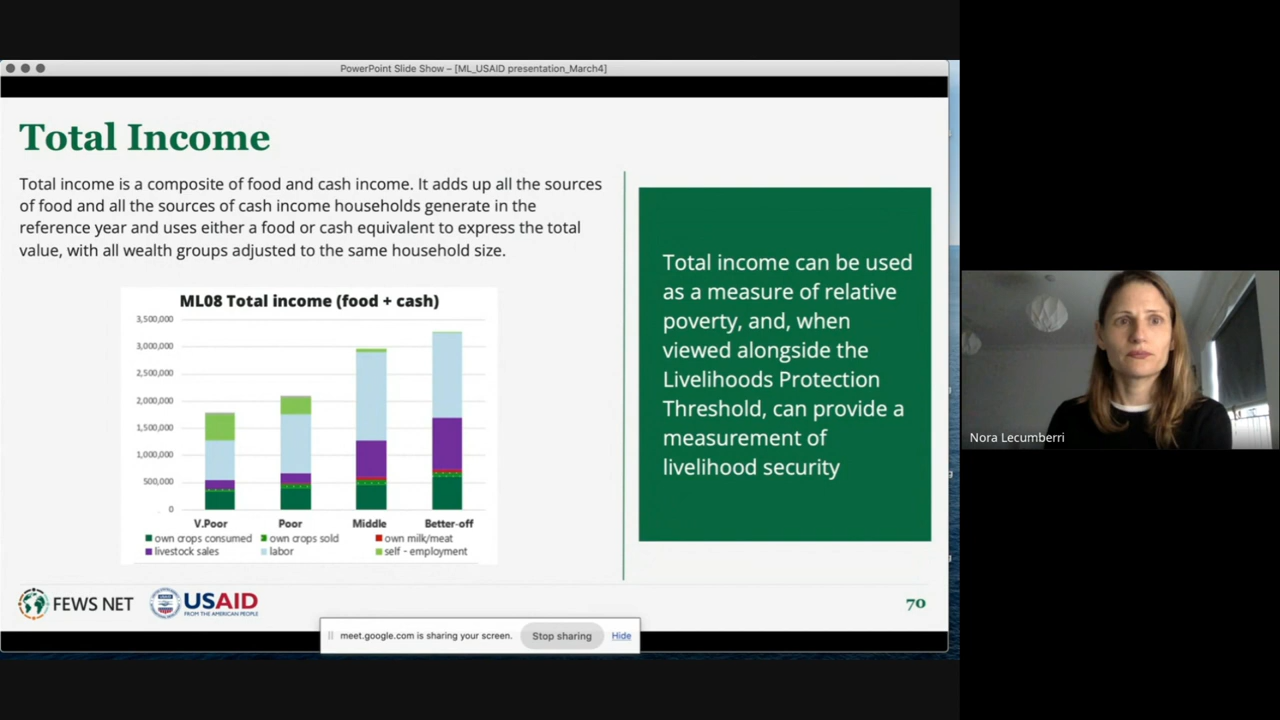 PowerPoint Slide Show – [ML_USAID presentation_March4]
Total Income
Total income is a composite of food and cash income. It adds up all the sources
of food and all the sources of cash income households generate in the
reference year and uses either a food or cash equivalent to express the total
value, with all wealth groups adjusted to the same household size.
ML08 Total income (food + cash)
3,500,000
3,000,000
2,500,000
2,000,000
1,500,000
1,000,000
500,000
0
V.Poor Poor Middle Better-off
own crops consumed own crops sold own milk/meat
livestock sales labor self - employment
Total income can be used
as a measure of relative
poverty, and, when
viewed alongside the
Livelihoods Protection
Threshold, can provide a
measurement of
livelihood security
FEWS NET
USAID
FROM THE AMERICAN PEOPLE
70
meet.google.com is sharing your screen. Stop sharing Hide
Nora Lecumberri